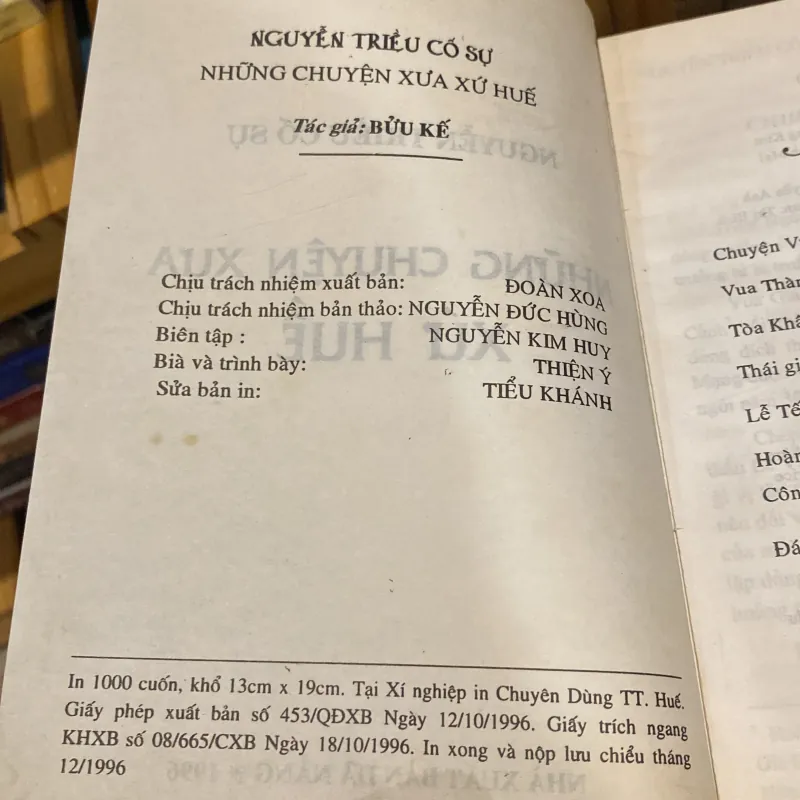 NGUYỄN TRIỀU CỐ SỰ
NHỮNG CHUYỆN XƯA XỨ HUẾ
Tác giả: BỬU KẾ
Chịu trách nhiệm xuất bản: ĐOÀN XOA
Chịu trách nhiệm bản thảo: NGUYỄN ĐỨC HÙNG
Biên tập : NGUYỄN KIM HUY
Bìà và trình bày: THIỆN Ý
Sửa bản in: TIỂU KHÁNH
In 1000 cuốn, khổ 13cm x 19cm. Tại Xí nghiệp in Chuyên Dùng TT. Huế.
Giấy phép xuất bản số 453/QĐXB Ngày 12/10/1996. Giấy trích ngang
KHXB số 08/665/CXB Ngày 18/10/1996. In xong và nộp lưu chiểu tháng
12/1996
Chuyện V
Vua Thàn
Tòa Khâ
Thái gi
Lễ Tế
Hoàn
Côn
Đá